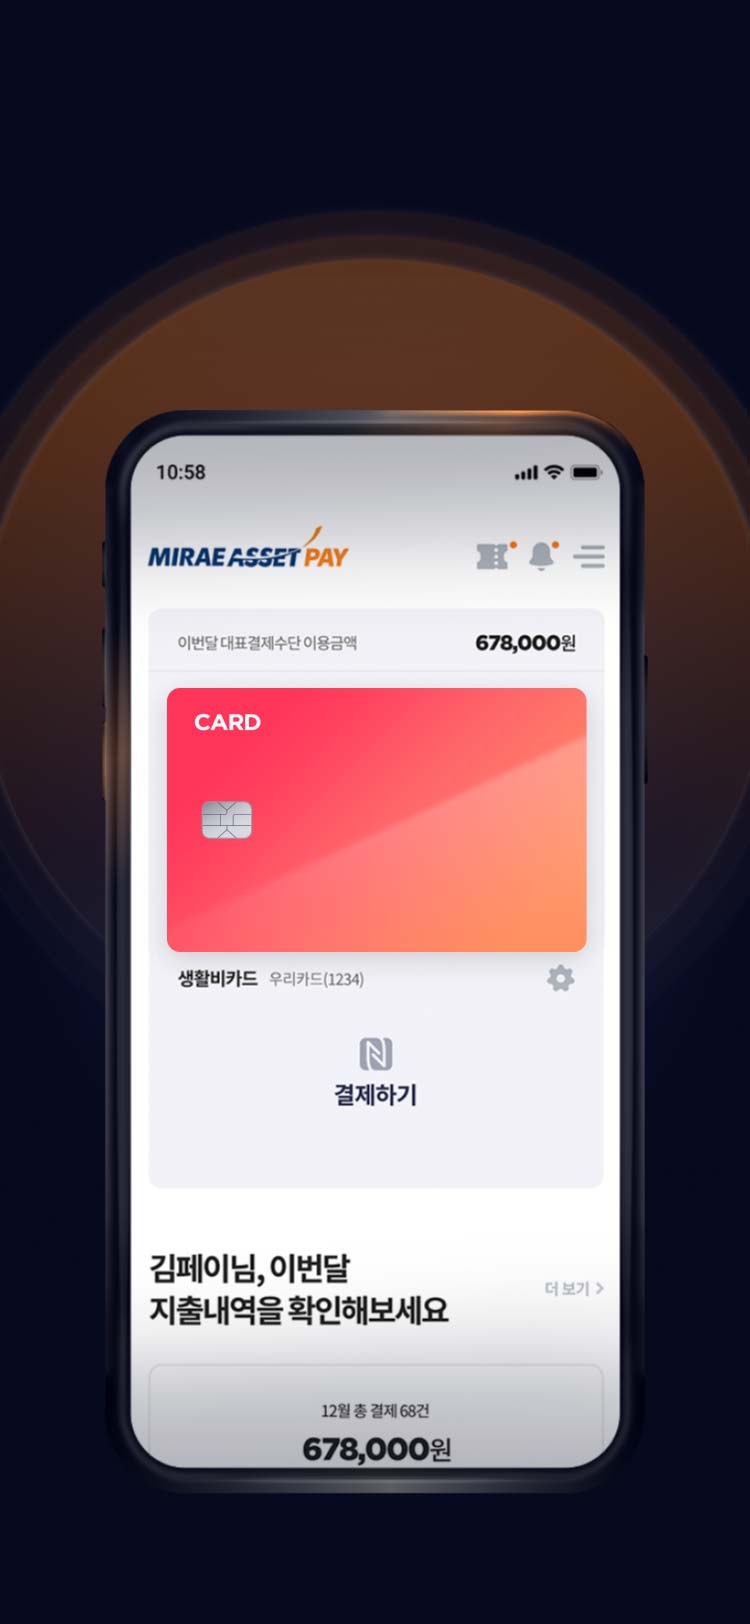 10:58
MIRAE ASSET PAY
이번달 대표결제수단 이용금액 678,000원
CARD
생활비카드 우리카드(1234)
결제하기
김페이님, 이번달
지출내역을 확인해보세요
더 보기 >
12월 총 결제 68건
678,000원